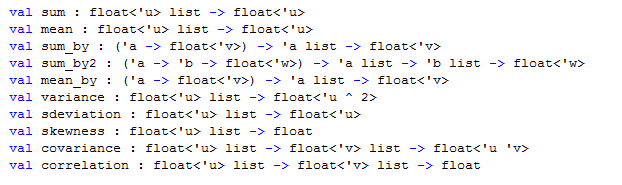 val sum : float<'u> list -> float<'u>
val mean : float<'u> list -> float<'u>
val sum_by : ('a -> float<'v>) -> 'a list -> float<'v>
val sum_by2 : ('a -> 'b -> float<'w>) -> 'a list -> 'b list -> float<'w>
val mean_by : ('a -> float<'v>) -> 'a list -> float<'v>
val variance : float<'u> list -> float<'u ^ 2>
val sdeviation : float<'u> list -> float<'u>
val skewness : float<'u> list -> float
val covariance : float<'u> list -> float<'v> list -> float<'u 'v>
val correlation : float<'u> list -> float<'v> list -> float